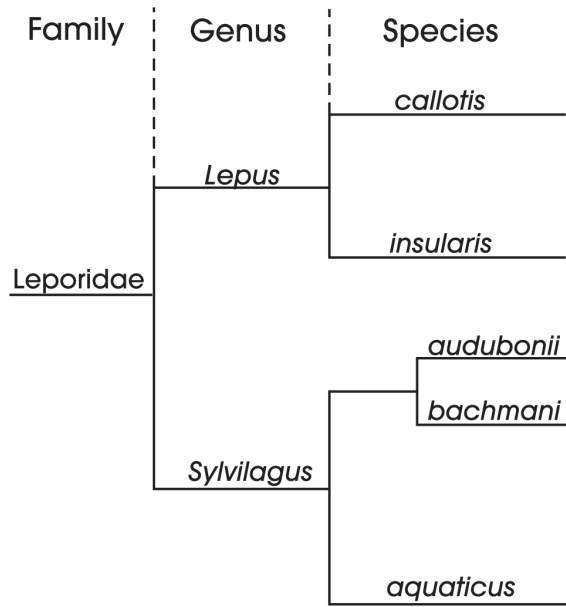 Family Genus Species
callotis
Lepus
insularis
Leporidae
audubonii
bachmani
Sylvilagus
aquaticus